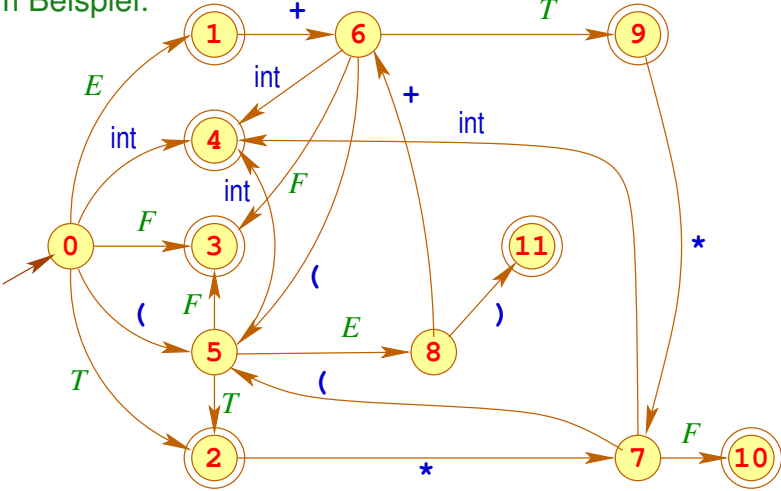 Beispiel:
1 + 6 T 9
E int +
int 4 int
int F
0 F 3 11 *
(
( F E )
5 8
T T (
F
2 * 7 10